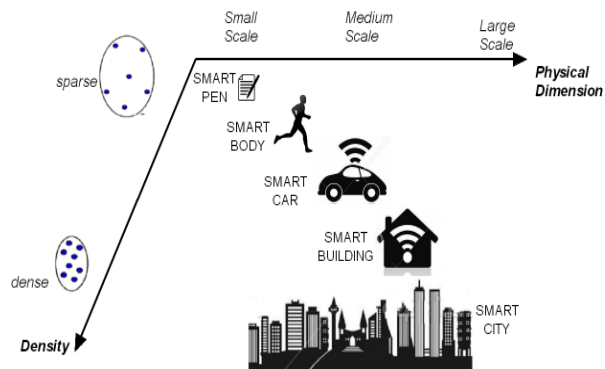 Small
Scale
Medium
Scale
Large
Scale
Physical
Dimension
sparse
SMART
PEN
SMART
BODY
SMART
CAR
SMART
BUILDING
dense
SMART
CITY
Density